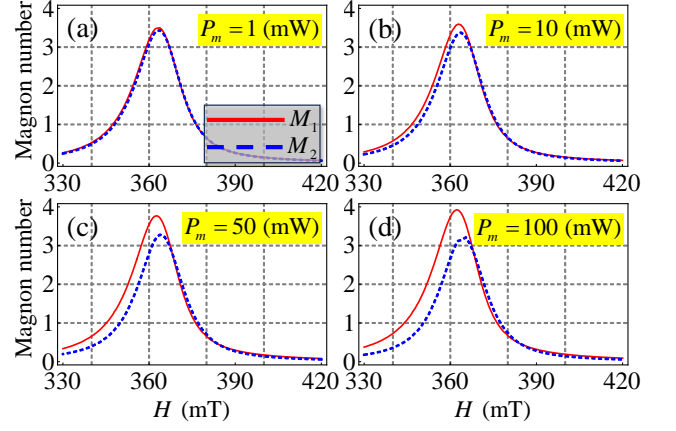 Magnon number
4
3
2
1
0
(a)
P_m = 1 (mW)
M_1
M_2
330
360
390
420
4
3
2
1
0
(b)
P_m = 10 (mW)
330
360
390
420
Magnon number
4
3
2
1
0
(c)
P_m = 50 (mW)
330
360
390
420
H (mT)
4
3
2
1
0
(d)
P_m = 100 (mW)
330
360
390
420
H (mT)